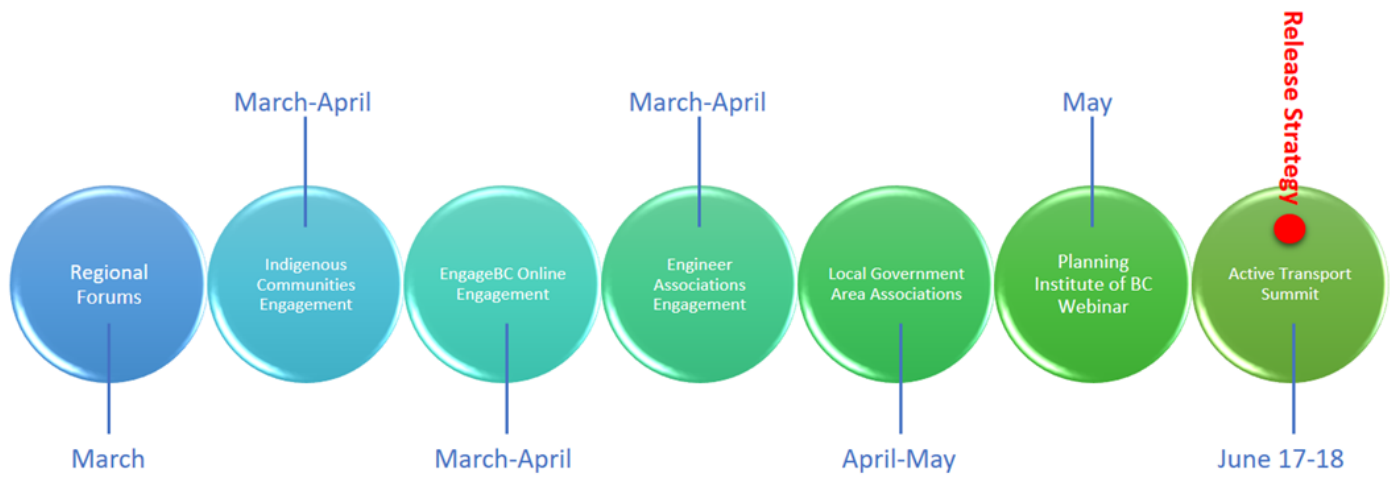 Release Strategy
March-April
March-April
May
Regional
Forums
Indigenous
Communities
Engagement
EngageBC Online
Engagement
Engineer
Associations
Engagement
Local Government
Area Associations
Planning
Institute of BC
Webinar
Active Transport
Summit
March
March-April
April-May
June 17-18